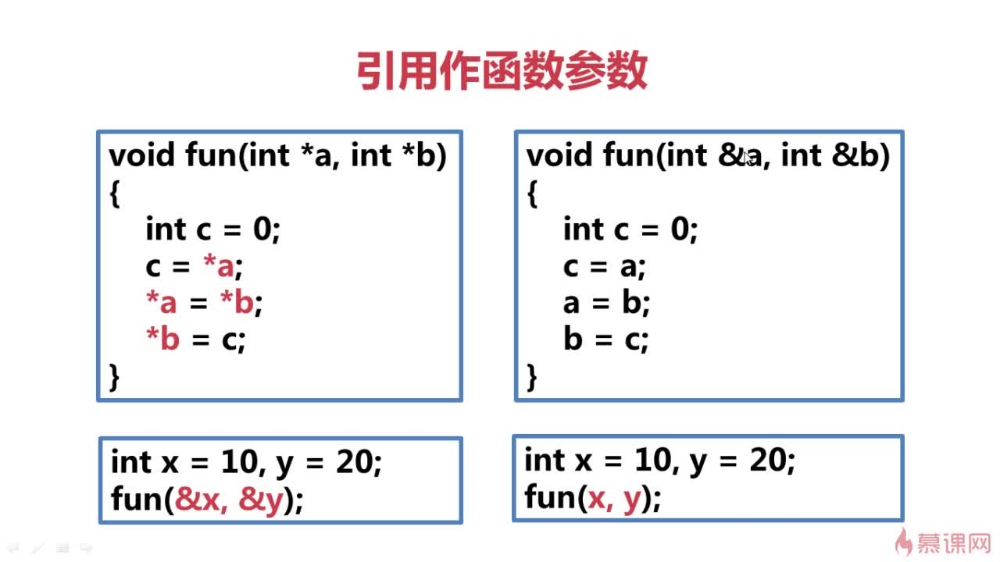 引用作函数参数
void fun(int *a, int *b)
{
int c = 0;
c = *a;
*a = *b;
*b = c;
}
int x = 10, y = 20;
fun(&x, &y);
void fun(int &a, int &b)
{
int c = 0;
c = a;
a = b;
b = c;
}
int x = 10, y = 20;
fun(x, y);
慕课网